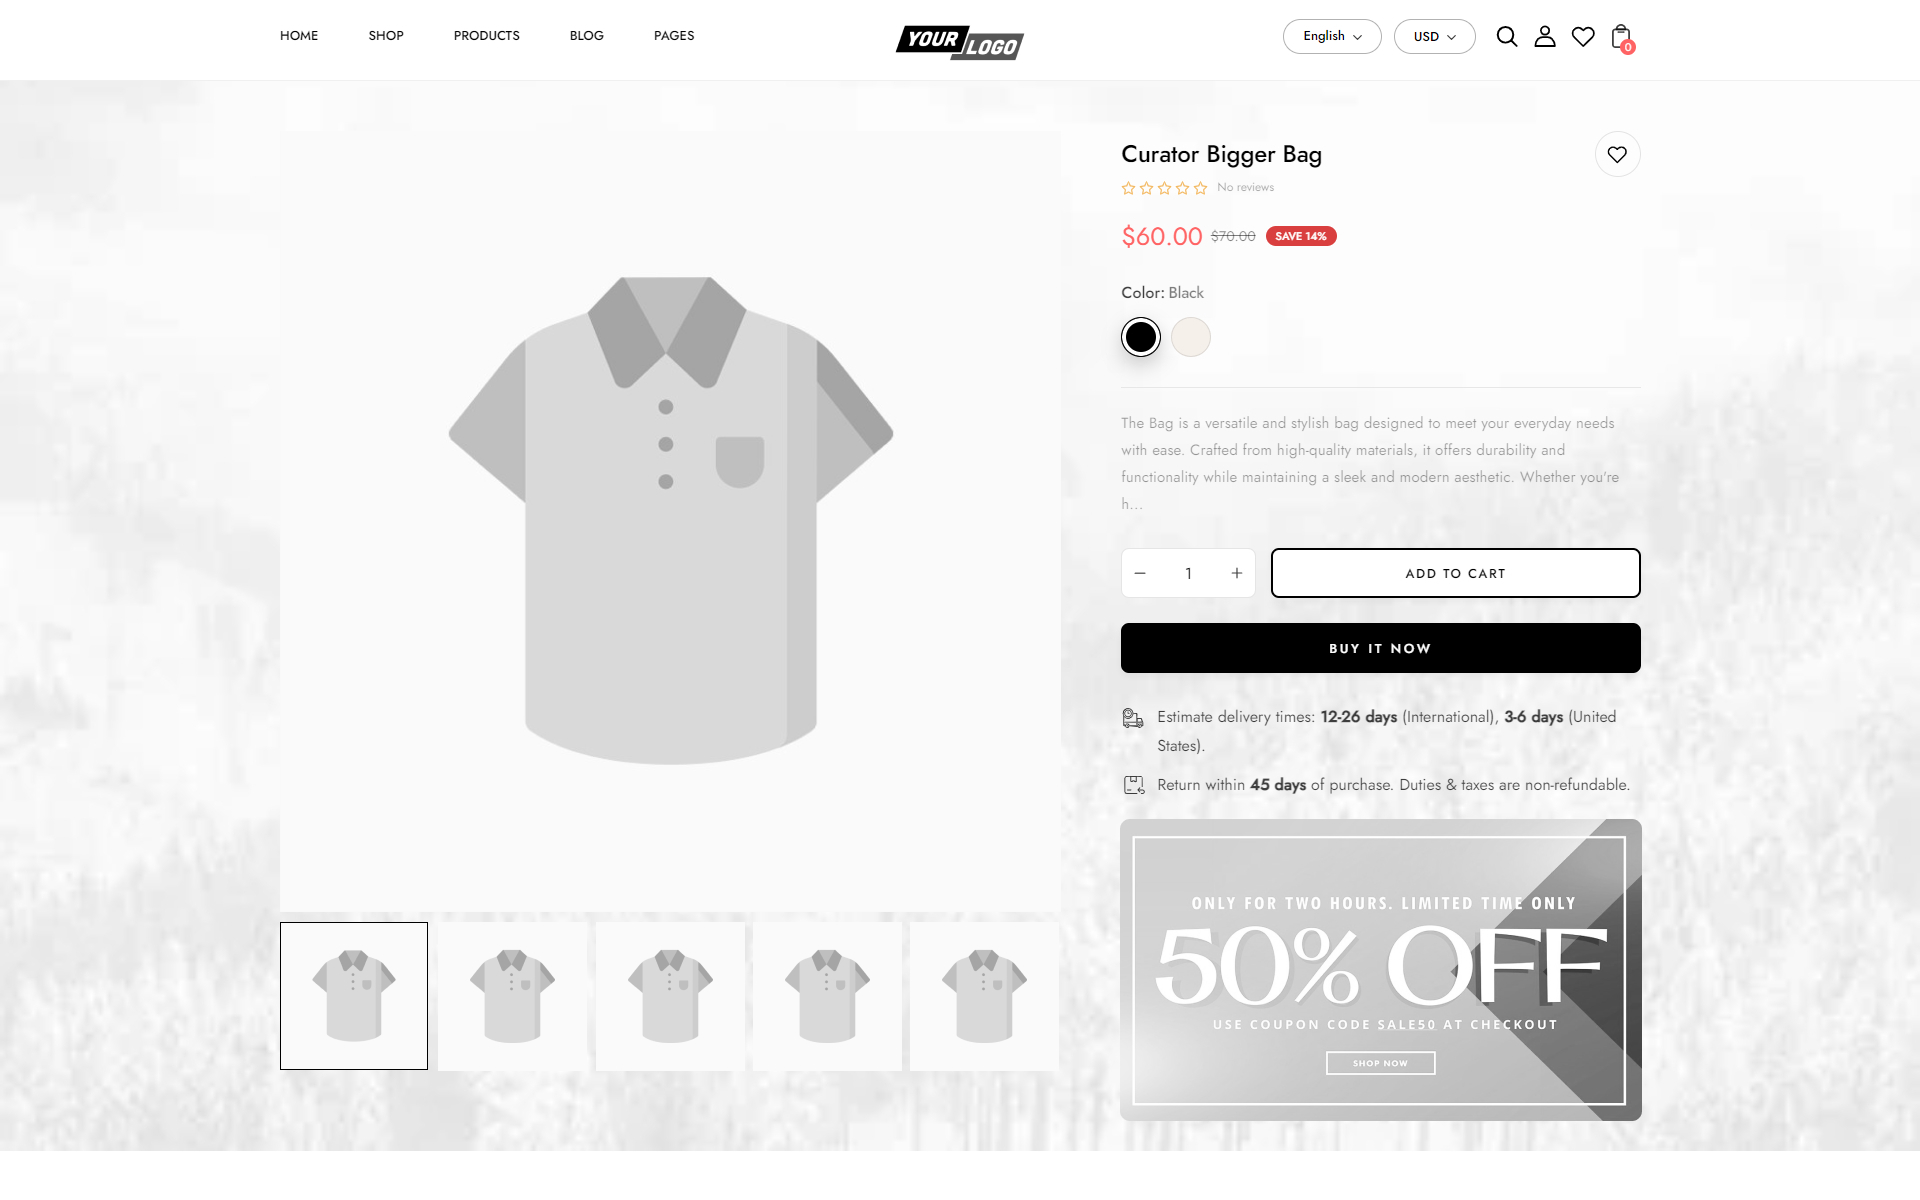 HOME SHOP PRODUCTS BLOG PAGES
YOUR LOGO
English USD
0
Curator Bigger Bag
No reviews
$60.00 $70.00 SAVE 14%
Color: Black
The Bag is a versatile and stylish bag designed to meet your everyday needs
with ease. Crafted from high-quality materials, it offers durability and
functionality while maintaining a sleek and modern aesthetic. Whether you're
h...
− 1 +
ADD TO CART
BUY IT NOW
Estimate delivery times: 12-26 days (International), 3-6 days (United
States).
Return within 45 days of purchase. Duties & taxes are non-refundable.
ONLY FOR TWO HOURS. LIMITED TIME ONLY
50% OFF
USE COUPON CODE SALE50 AT CHECKOUT
SHOP NOW